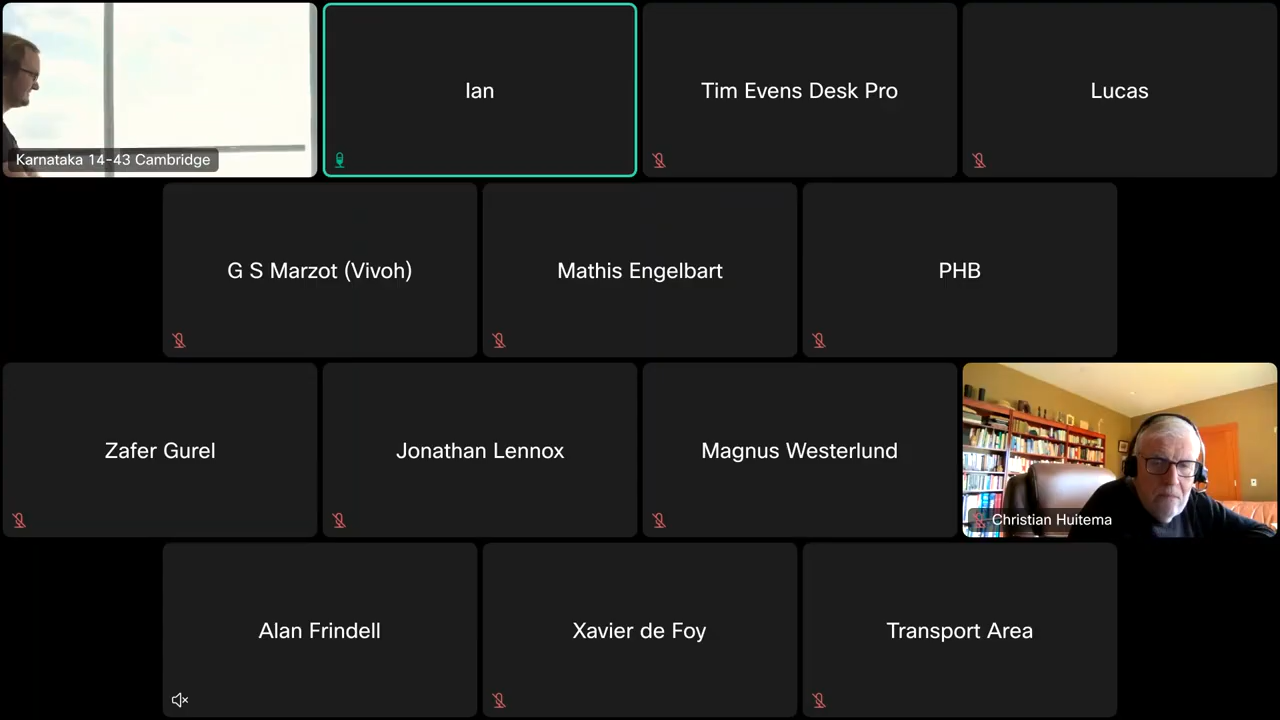 Karnataka 14-43 Cambridge
Ian
Tim Evens Desk Pro
Lucas
G S Marzot (Vivoh)
Mathis Engelbart
PHB
Zafer Gurel
Jonathan Lennox
Magnus Westerlund
Christian Huitema
Alan Frindell
Xavier de Foy
Transport Area